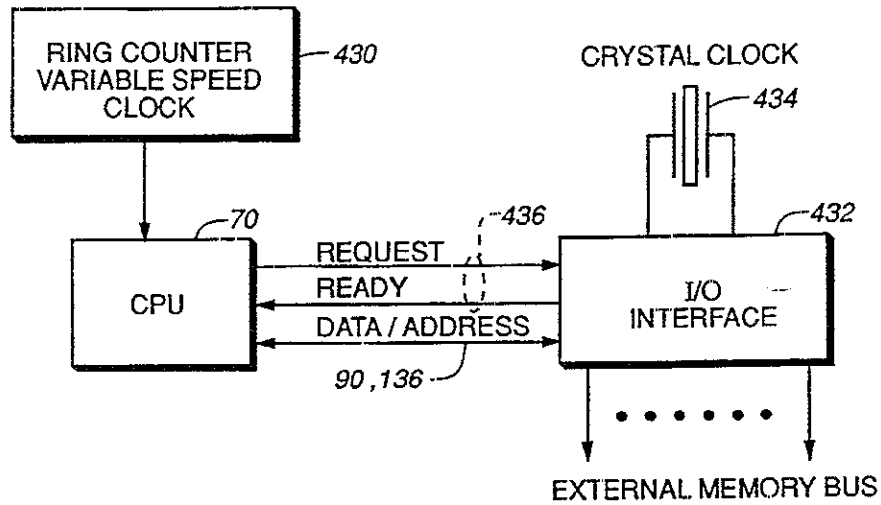 RING COUNTER
VARIABLE SPEED
CLOCK
430
CRYSTAL CLOCK
434
70
436
432
CPU
REQUEST
READY
DATA / ADDRESS
90 ,136
I/O
INTERFACE
EXTERNAL MEMORY BUS